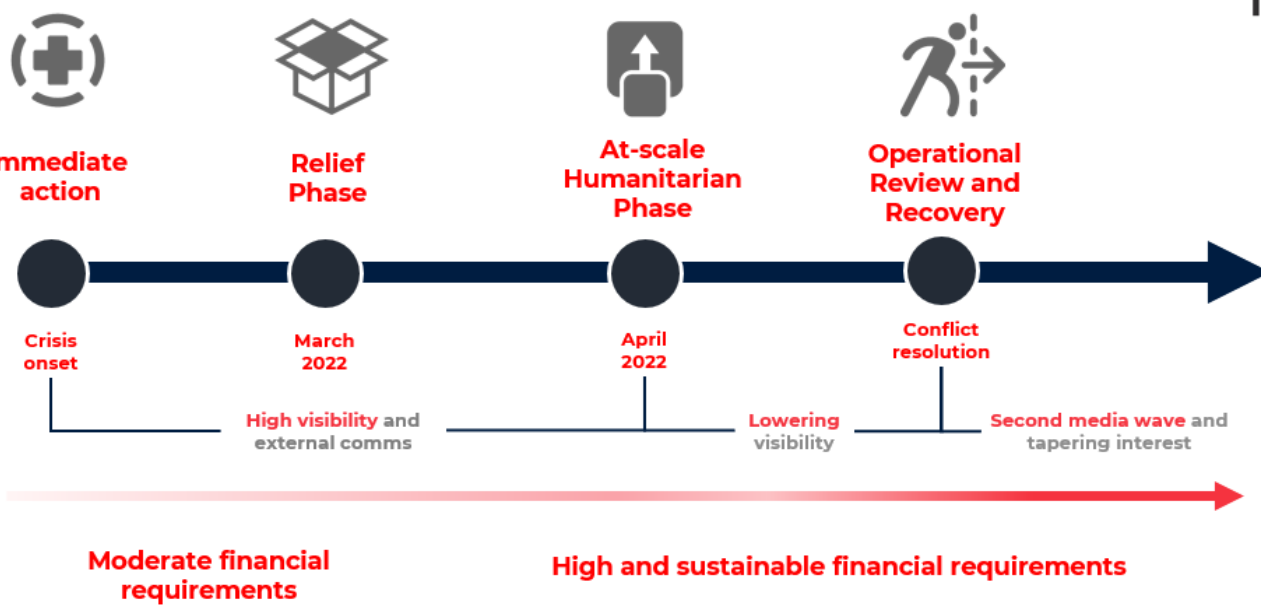 mmediate
action
Relief
Phase
At-scale
Humanitarian
Phase
Operational
Review and
Recovery
Crisis
onset
March
2022
April
2022
Conflict
resolution
High visibility and
external comms
Lowering
visibility
Second media wave and
tapering interest
Moderate financial
requirements
High and sustainable financial requirements